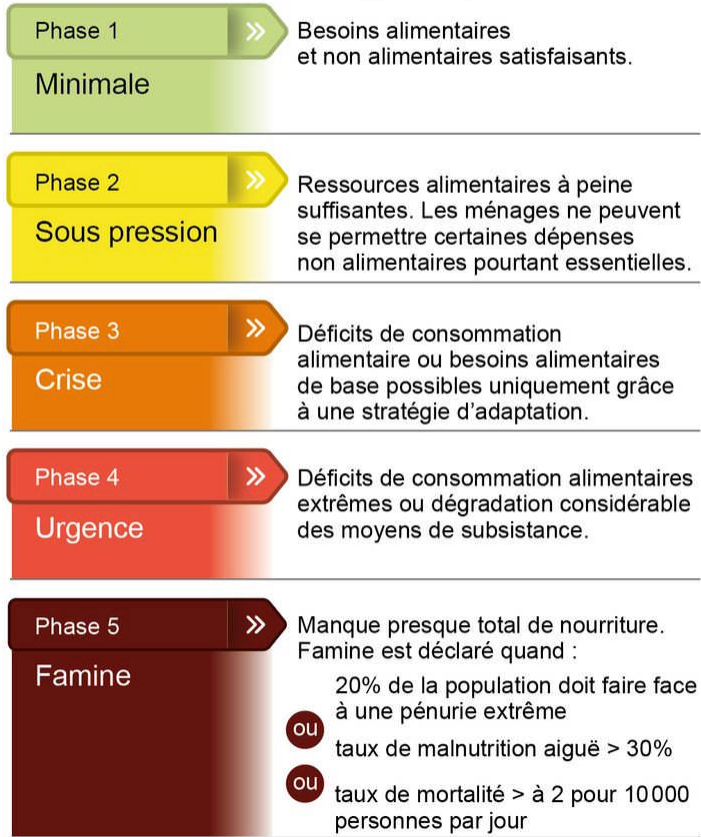 Phase 1
Minimale
Besoins alimentaires
et non alimentaires satisfaisants.
Phase 2
Sous pression
Ressources alimentaires à peine
suffisantes. Les ménages ne peuvent
se permettre certaines dépenses
non alimentaires pourtant essentielles.
Phase 3
Crise
Déficits de consommation
alimentaire ou besoins alimentaires
de base possibles uniquement grâce
à une stratégie d'adaptation.
Phase 4
Urgence
Déficits de consommation alimentaires
extrêmes ou dégradation considérable
des moyens de subsistance.
Phase 5
Famine
Manque presque total de nourriture.
Famine est déclaré quand :
20% de la population doit faire face
à une pénurie extrême
ou
taux de malnutrition aiguë > 30%
ou
taux de mortalité > à 2 pour 10 000
personnes par jour